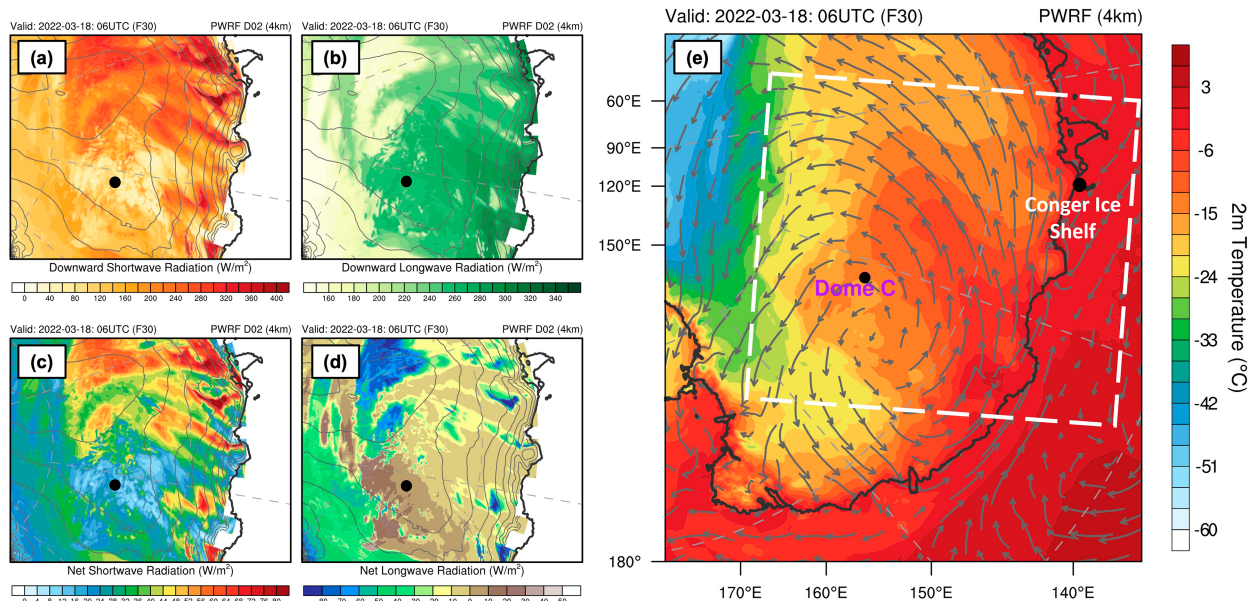 Valid: 2022-03-18: 06UTC (F30) PWRF D02 (4km)
(a)
0 40 80 120 160 200 240 280 320 360 400
Downward Shortwave Radiation (W/m²)
Valid: 2022-03-18: 06UTC (F30) PWRF D02 (4km)
(b)
Downward Longwave Radiation (W/m²)
160 180 200 220 240 260 280 300 320 340
Valid: 2022-03-18: 06UTC (F30) PWRF D02 (4km)
(c)
Net Shortwave Radiation (W/m²)
Valid: 2022-03-18: 06UTC (F30) PWRF D02 (4km)
(d)
Net Longwave Radiation (W/m²)
Valid: 2022-03-18: 06UTC (F30) PWRF (4km)
(e)
60°E
90°E
120°E
150°E
180°
170°E 160°E 150°E 140°E
Conger Ice
Shelf
Dome C
3
-6
-15
-24
-33
-42
-51
-60
2m Temperature (°C)